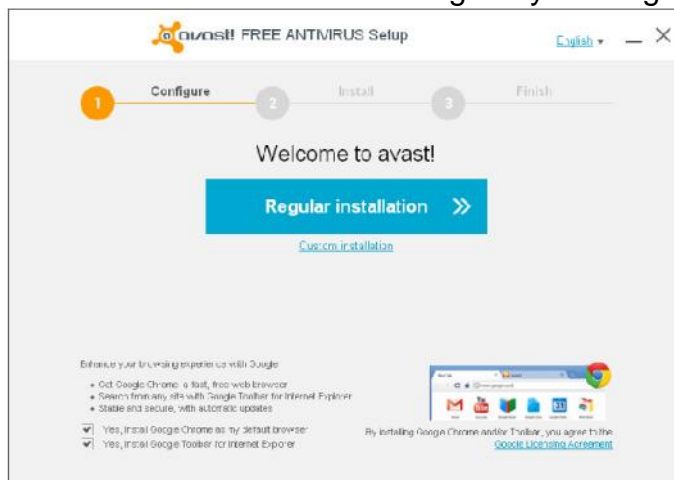 avast! FREE ANTIVIRUS Setup
English
1
Configure
2
Install
3
Finish
Welcome to avast!
Regular installation
Custom installation
Enhance your browsing experience with Google
• Get Google Chrome, a fast, free web browser
• Search from any site with Google Toolbar for Internet Explorer
• Stable and secure, with automatic updates
Yes, install Google Chrome as my default browser
Yes, install Google Toolbar for Internet Explorer
By installing Google Chrome and/or Toolbar, you agree to the
Google Licensing Agreement